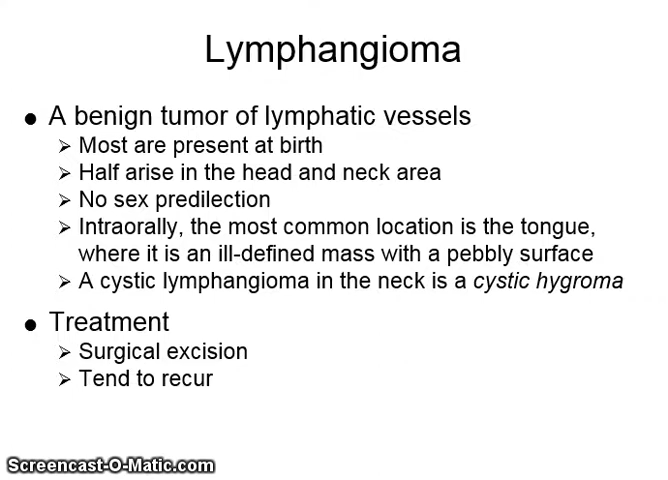 Lymphangioma
● A benign tumor of lymphatic vessels
➢ Most are present at birth
➢ Half arise in the head and neck area
➢ No sex predilection
➢ Intraorally, the most common location is the tongue,
where it is an ill-defined mass with a pebbly surface
➢ A cystic lymphangioma in the neck is a cystic hygroma
● Treatment
➢ Surgical excision
➢ Tend to recur
Screencast-O-Matic.com